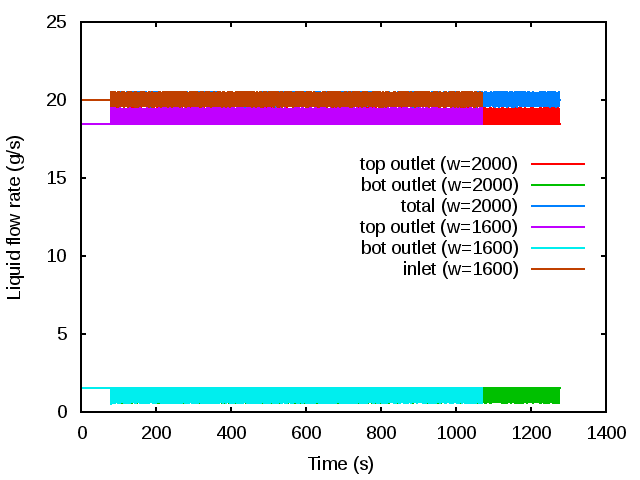 25
20
15
10
5
0
Liquid flow rate (g/s)
top outlet (w=2000)
bot outlet (w=2000)
total (w=2000)
top outlet (w=1600)
bot outlet (w=1600)
inlet (w=1600)
0 200 400 600 800 1000 1200 1400
Time (s)